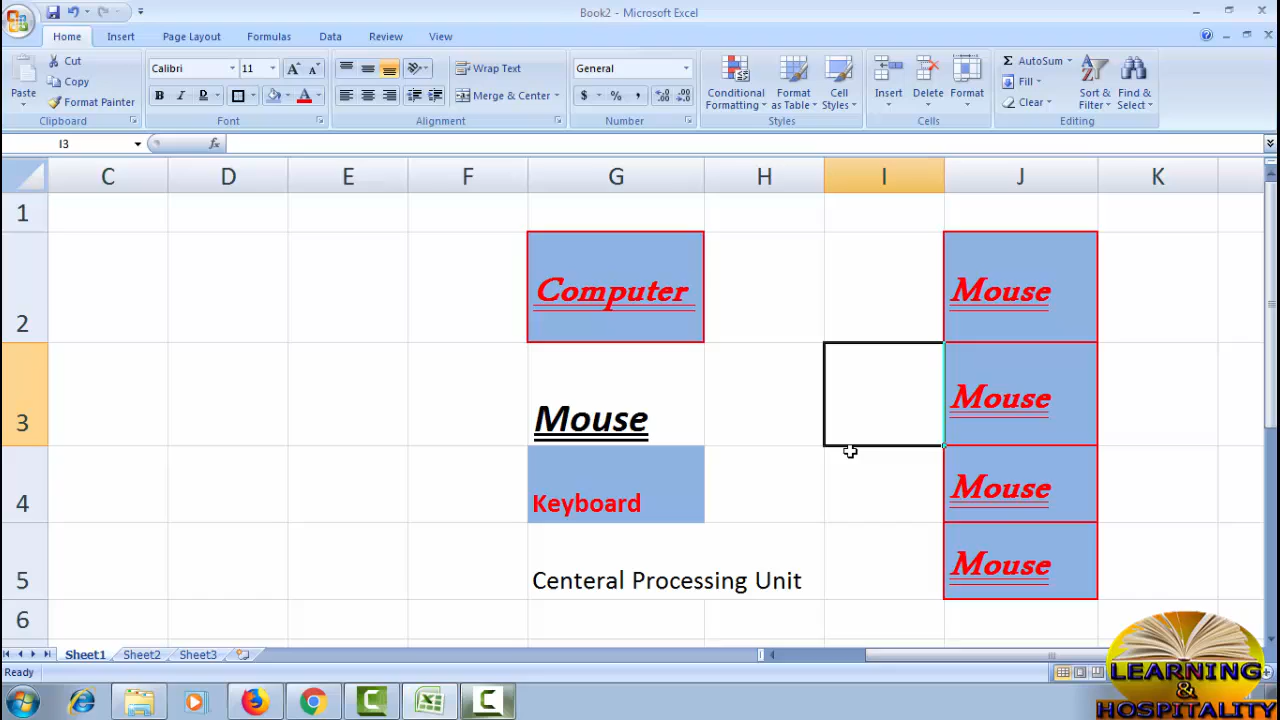 Book2 - Microsoft Excel
Home Insert Page Layout Formulas Data Review View
Paste
Cut
Copy
Format Painter
Clipboard
Calibri 11
B I D
Font
Wrap Text
Merge & Center
Alignment
General
$ % ,
Number
Conditional Formatting
Format as Table
Cell Styles
Styles
Insert Delete Format
Cells
AutoSum
Fill
Clear
Sort & Filter
Find & Select
Editing
I3 fx
C D E F G H I J K
1
2 Computer Mouse
3 Mouse Mouse
4 Keyboard Mouse
5 Centeral Processing Unit Mouse
6
Sheet1 Sheet2 Sheet3
Ready
LEARNING
&
HOSPITALITY